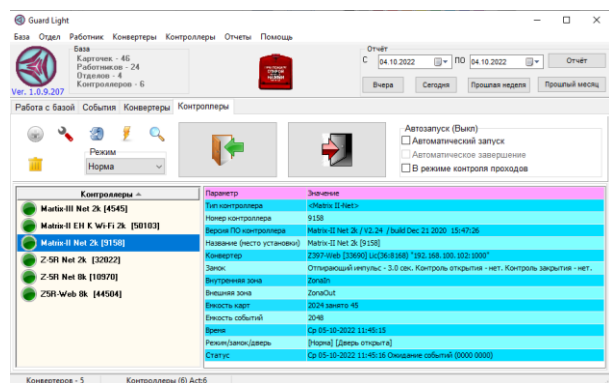 Guard Light
База Отдел Работник Конвертеры Контроллеры Отчеты Помощь
База
Карточек - 46
Работников - 24
Отделов - 4
Контроллеров - 6
Ver. 1.0.9.207
Отчёт
С 04.10.2022 ПО 04.10.2022 Отчёт
Вчера Сегодня Прошлая неделя Прошлый месяц
Работа с базой События Конвертеры Контроллеры
Режим
Норма
Автозапуск (Выкл)
Автоматический запуск
Автоматическое завершение
В режиме контроля проходов
Контроллеры
Martix-III Net 2k [4545]
Matrix-II EH K Wi-Fi 2k [50103]
Matrix-II Net 2k [9158]
Z-5R Net 2k [32022]
Z-5R Net 8k [10970]
Z5R-Web 8k [44504]
Параметр Значение
Тип контроллера <Matrix II-Net>
Номер контроллера 9158
Версия ПО контроллера Matrix-II Net 2k / V2.24 / build Dec 21 2020 15:47:26
Название (место установки) Matrix-II Net 2k [9158]
Конвертер Z397-Web [33690] Lic[36:8168] "192.168.100.102:1000"
Замок Отпирающий импульс - 3.0 сек. Контроль открытия - нет. Контроль закрытия - нет.
Внутренняя зона ZonaIn
Внешняя зона ZonaOut
Емкость карт 2024 занято 45
Емкость событий 2048
Время Ср 05-10-2022 11:45:15
Режим/замок/дверь [Норма] [Дверь открыта]
Статус Ср 05-10-2022 11:45:16 Ожидание событий (0000 0000)
Конвертеров - 5 Контроллеры (6) Act:6